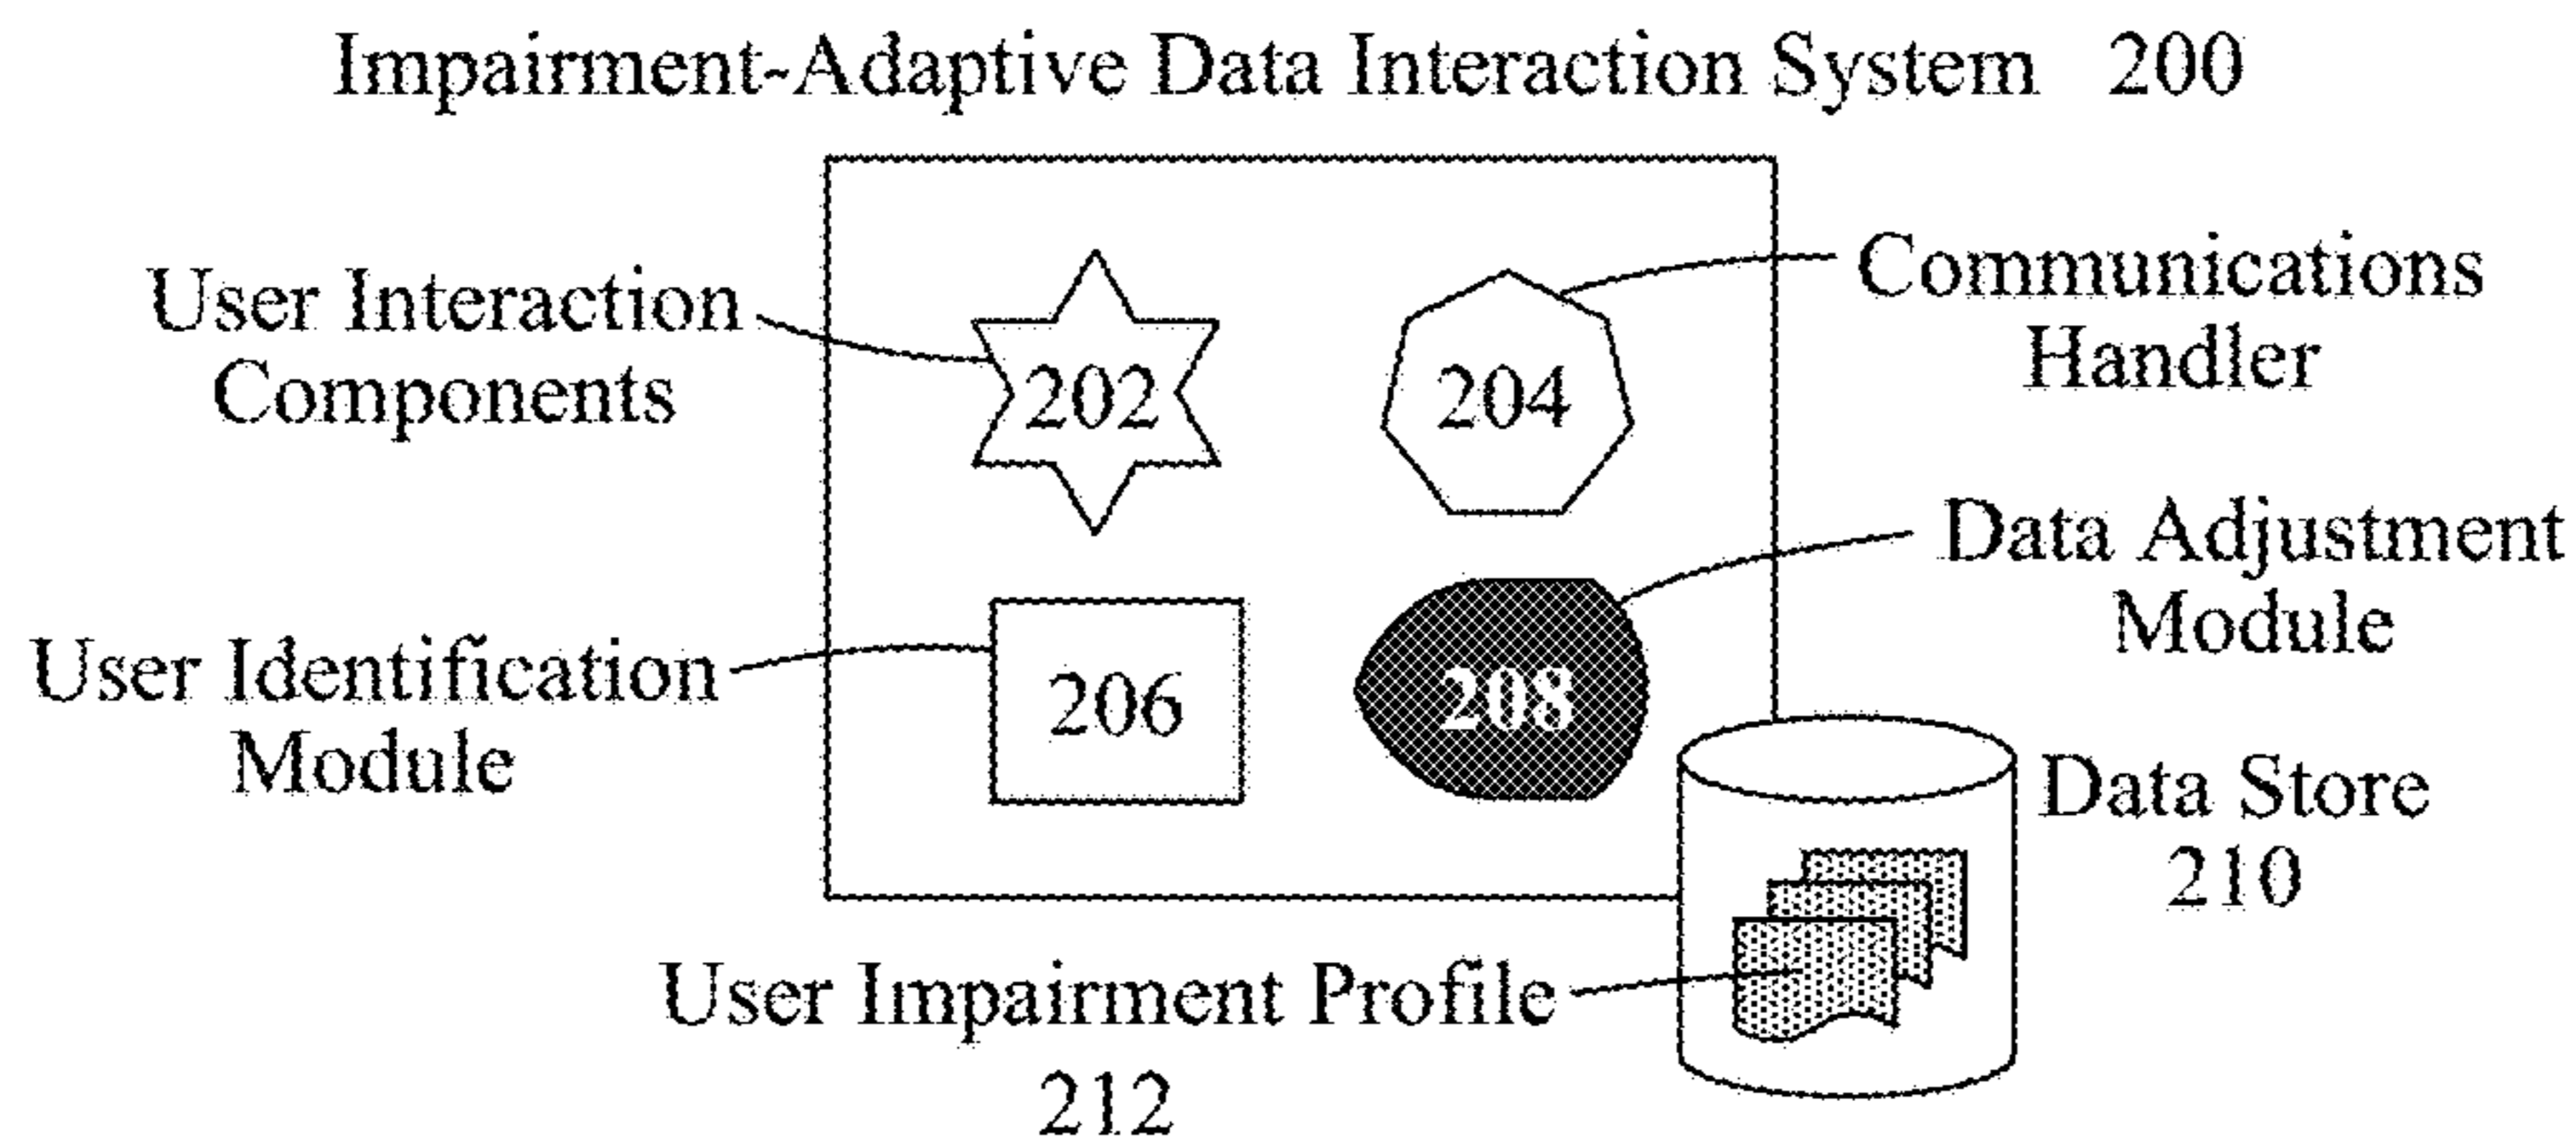 Impairment-Adaptive Data Interaction System 200
User Interaction
Components
202
204
Communications
Handler
Data Adjustment
Module
User Identification
Module
206
208
Data Store
210
User Impairment Profile
212